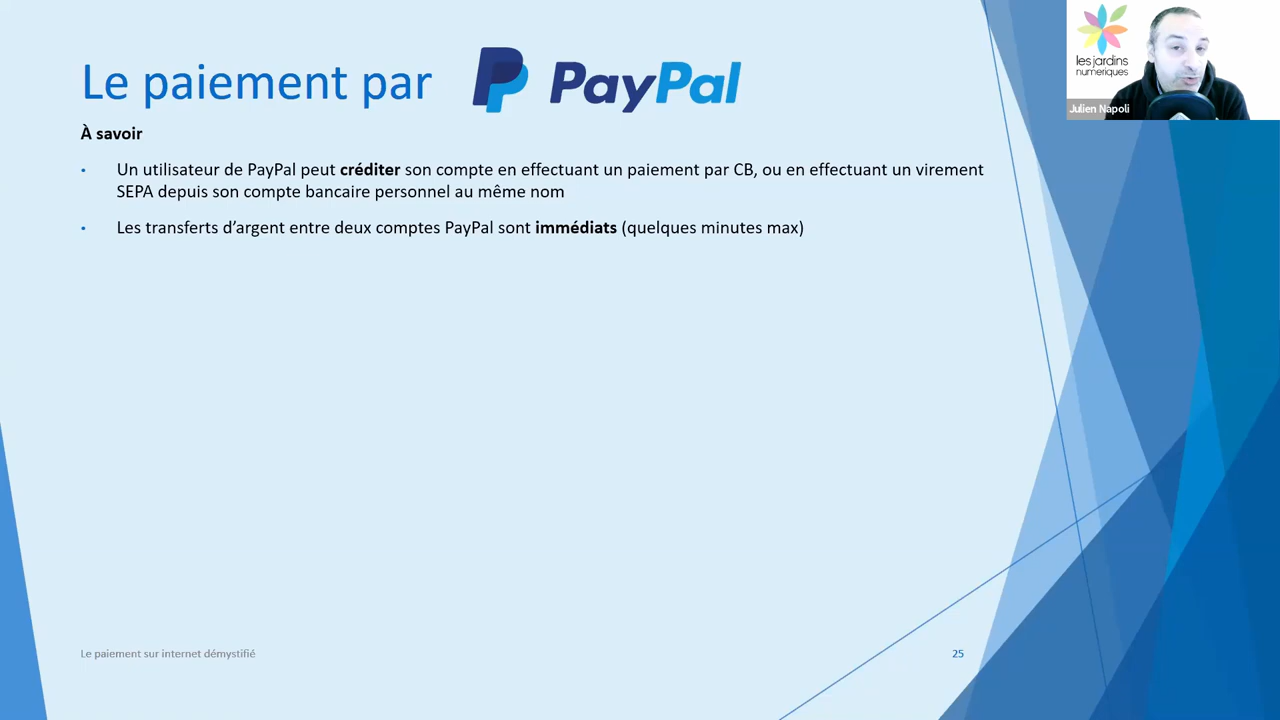 Le paiement par PayPal
les jardins
numériques
Julien Napoli
À savoir
• Un utilisateur de PayPal peut créditer son compte en effectuant un paiement par CB, ou en effectuant un virement
SEPA depuis son compte bancaire personnel au même nom
• Les transferts d’argent entre deux comptes PayPal sont immédiats (quelques minutes max)
Le paiement sur internet démystifié
25